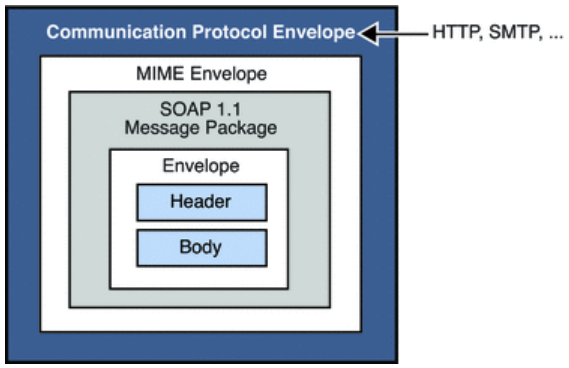 Communication Protocol Envelope
HTTP, SMTP, ...
MIME Envelope
SOAP 1.1
Message Package
Envelope
Header
Body